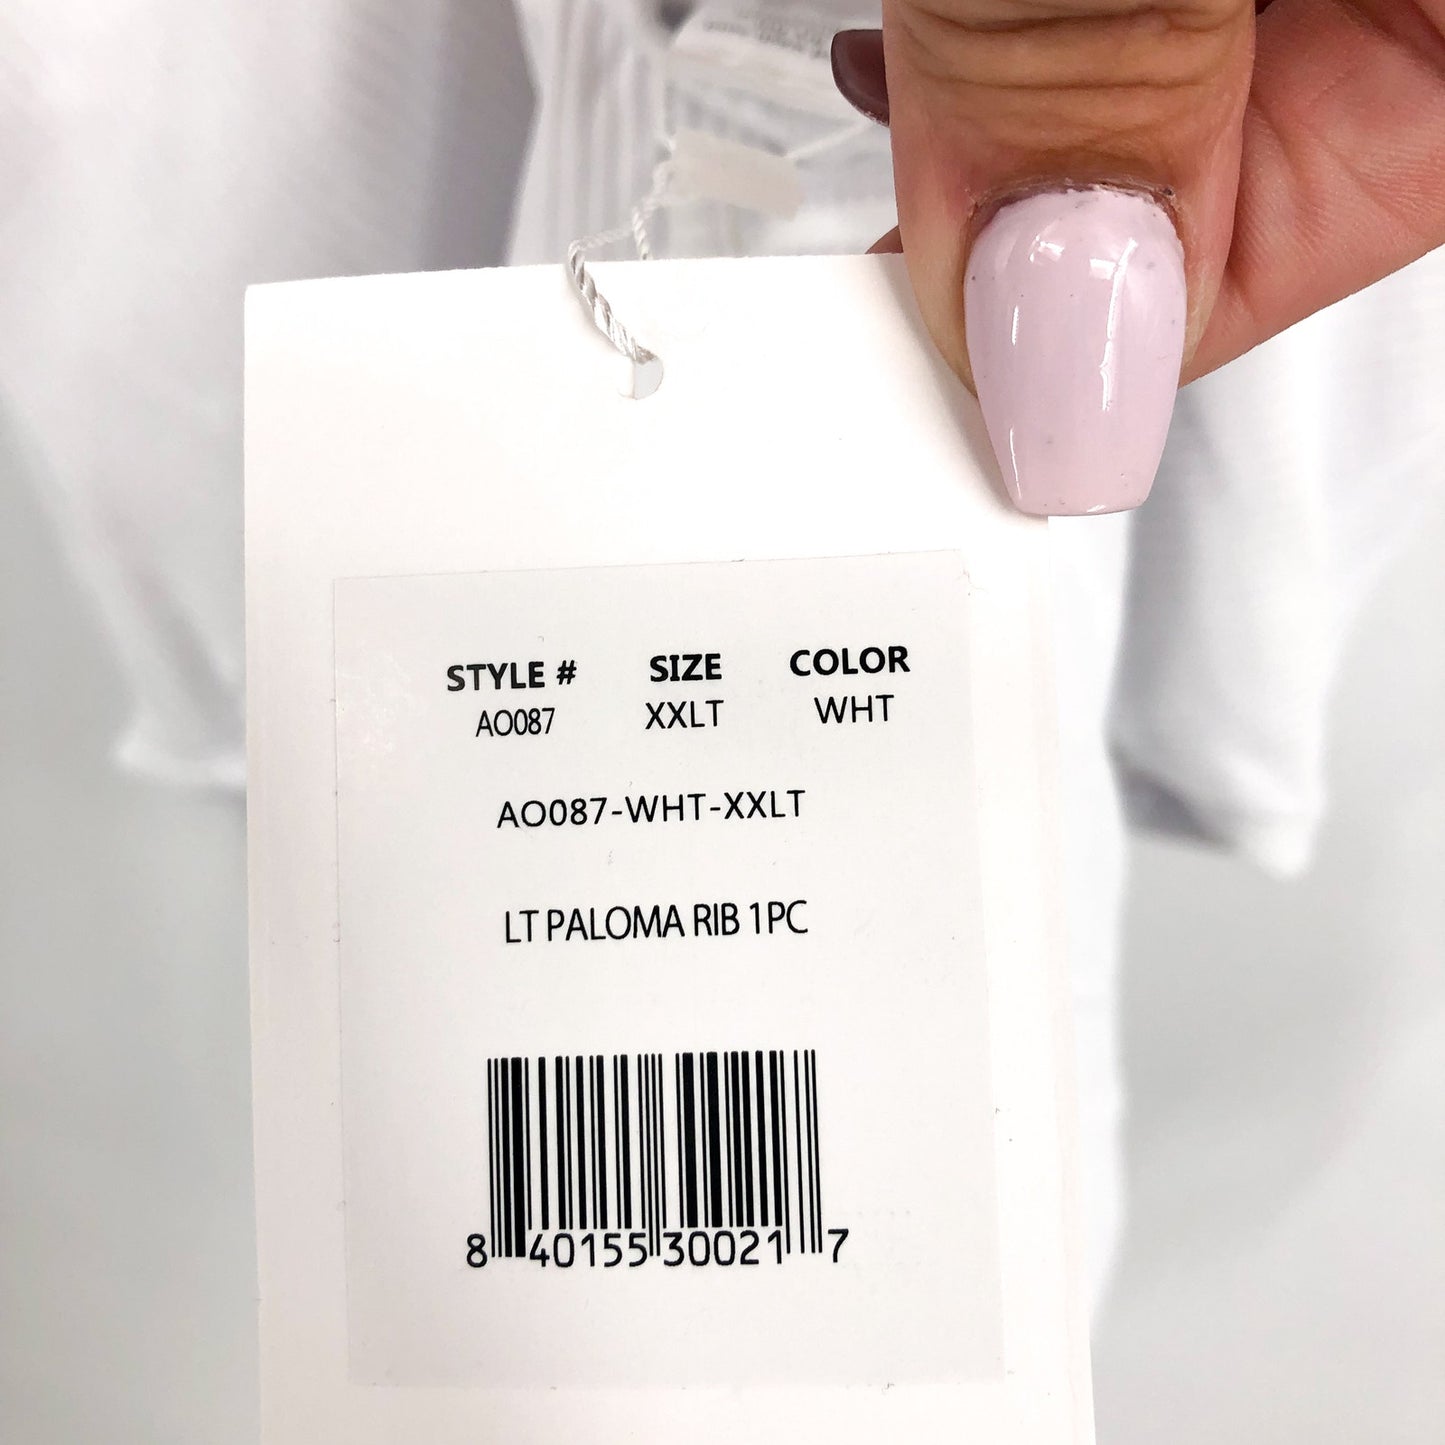 STYLE # SIZE COLOR
AO087 XXLT WHT
AO087-WHT-XXLT
LT PALOMA RIB 1PC
8 40155 30021 7